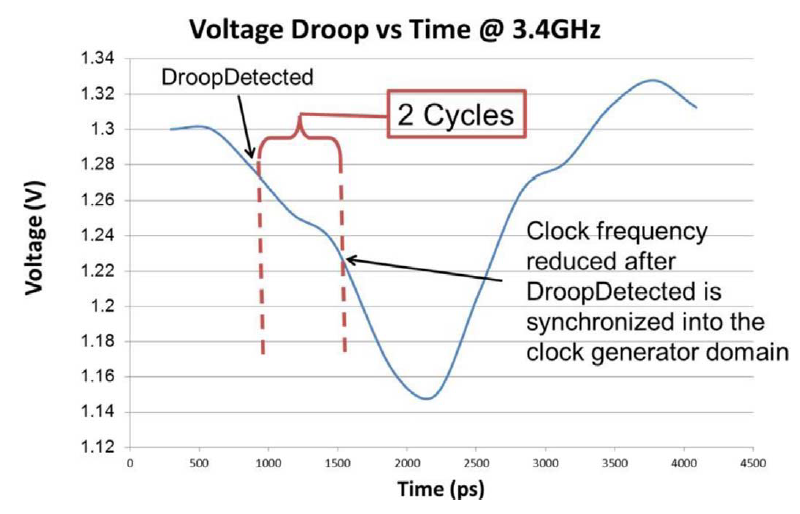 Voltage Droop vs Time @ 3.4GHz
1.34
1.32
1.3
1.28
1.26
1.24
1.22
1.2
1.18
1.16
1.14
1.12
Voltage (V)
DroopDetected
2 Cycles
Clock frequency
reduced after
DroopDetected is
synchronized into the
clock generator domain
0 500 1000 1500 2000 2500 3000 3500 4000 4500
Time (ps)